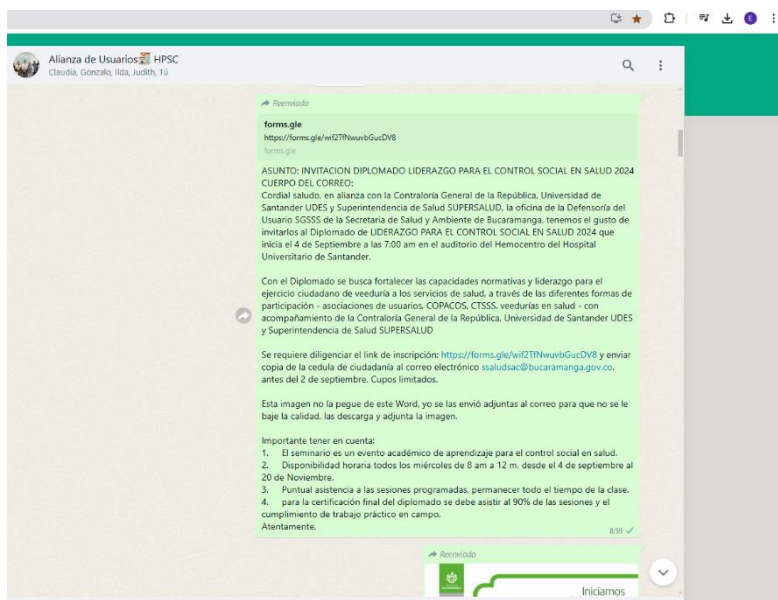 Alianza de Usuarios HPSC
Claudia, Gonzalo, Ilda, Judith, Tú
Reenviado
forms.gle
https://forms.gle/wif2TfNwuvbGucDV8
forms.gle
ASUNTO: INVITACION DIPLOMADO LIDERAZGO PARA EL CONTROL SOCIAL EN SALUD 2024
CUERPO DEL CORREO:
Cordial saludo, en alianza con la Contraloría General de la República, Universidad de
Santander UDES y Superintendencia de Salud SUPERSALUD, la oficina de la Defensoría del
Usuario SGSSS de la Secretaria de Salud y Ambiente de Bucaramanga, tenemos el gusto de
invitarlos al Diplomado de LIDERAZGO PARA EL CONTROL SOCIAL EN SALUD 2024 que
inicia el 4 de Septiembre a las 7:00 am en el auditorio del Hemocentro del Hospital
Universitario de Santander.
Con el Diplomado se busca fortalecer las capacidades normativas y liderazgo para el
ejercicio ciudadano de veeduría a los servicios de salud, a través de las diferentes formas de
participación - asociaciones de usuarios, COPACOS, CTSSS, veedurías en salud - con
acompañamiento de la Contraloría General de la República, Universidad de Santander UDES
y Superintendencia de Salud SUPERSALUD
Se requiere diligenciar el link de inscripción: https://forms.gle/wif2TfNwuvbGucDV8 y enviar
copia de la cedula de ciudadanía al correo electrónico ssaludsac@bucaramanga.gov.co,
antes del 2 de septiembre. Cupos limitados.
Esta imagen no la pegue de este Word, yo se las envió adjuntas al correo para que no se le
baje la calidad, las descarga y adjunta la imagen.
Importante tener en cuenta:
1. El seminario es un evento académico de aprendizaje para el control social en salud.
2. Disponibilidad horaria todos los miércoles de 8 am a 12 m, desde el 4 de septiembre al
20 de Noviembre.
3. Puntual asistencia a las sesiones programadas, permanecer todo el tiempo de la clase.
4. para la certificación final del diplomado se debe asistir al 90% de las sesiones y el
cumplimiento de trabajo práctico en campo.
Atentamente,
8:59
Reenviado
Iniciamos